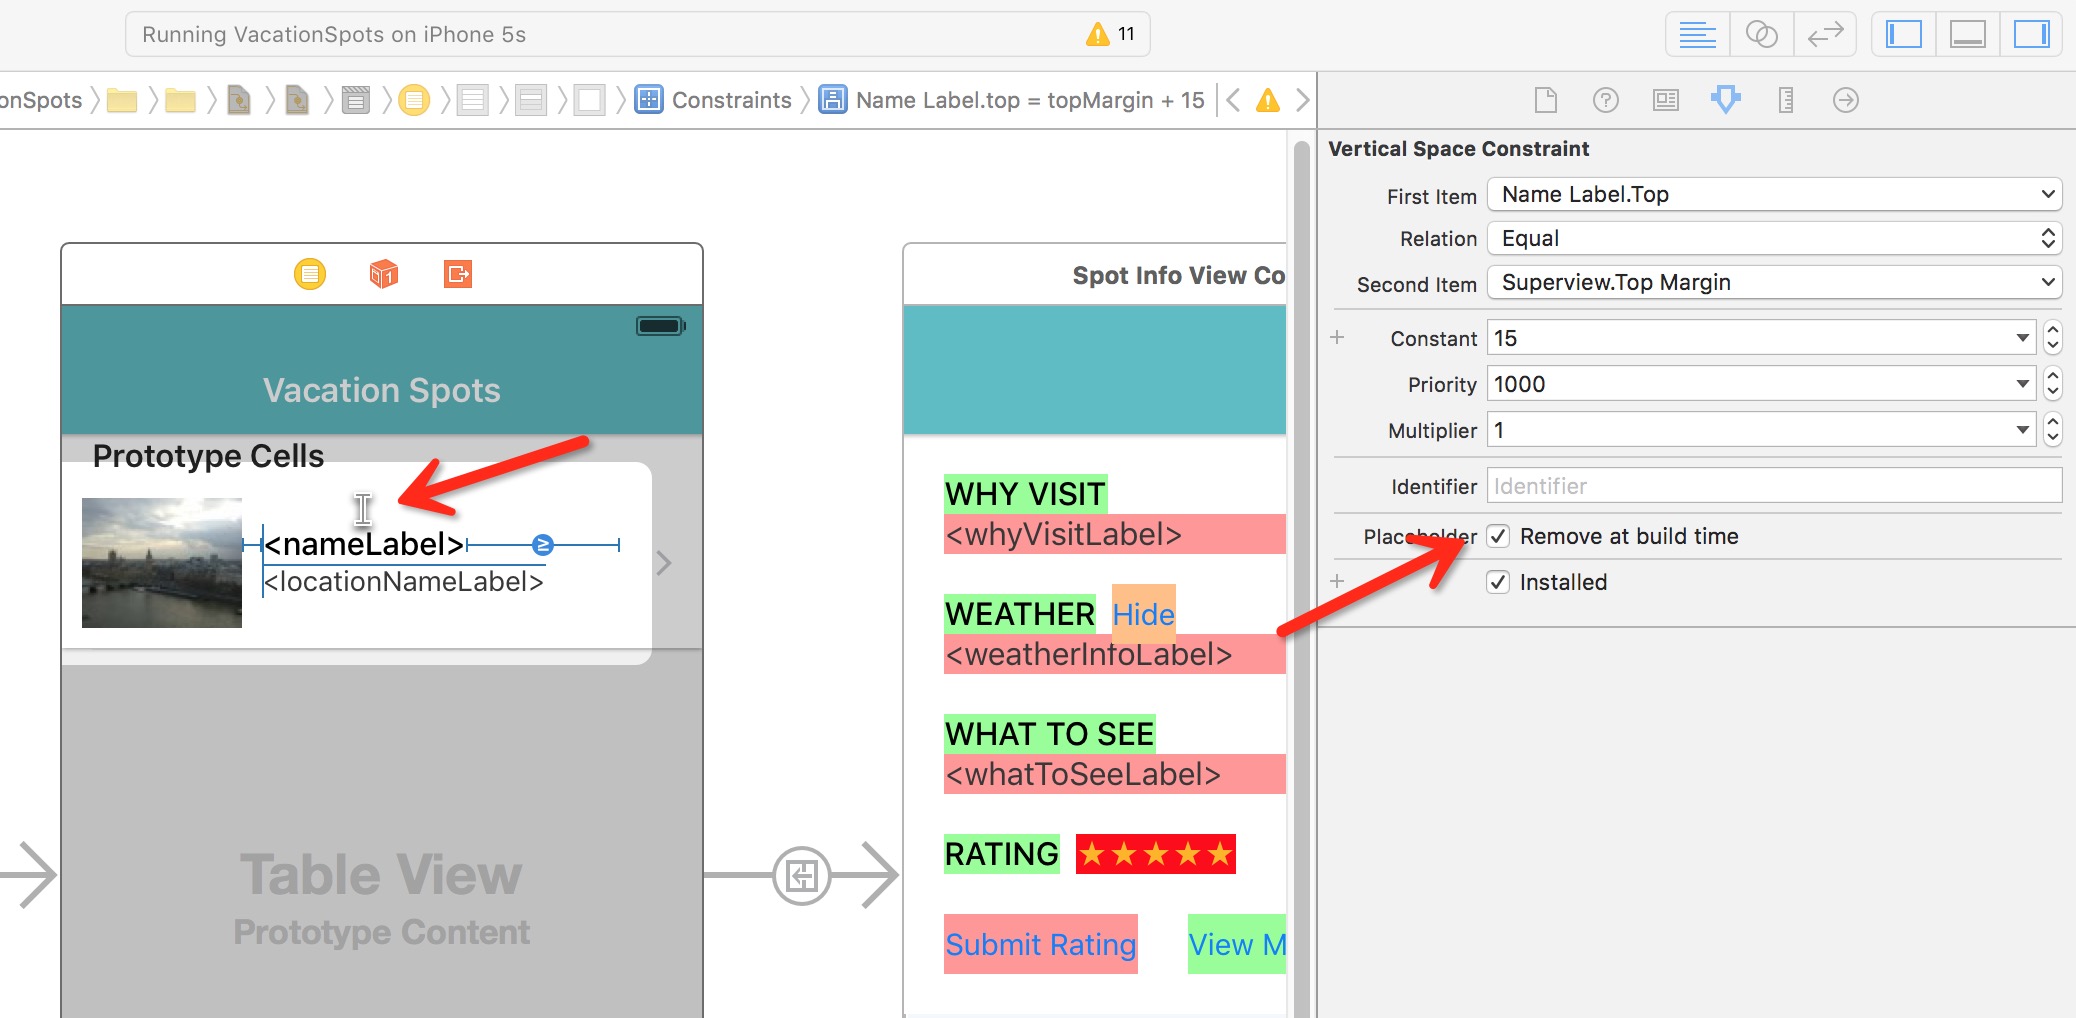 Running VacationSpots on iPhone 5s
11
onSpots
Constraints
Name Label.top = topMargin + 15
Vertical Space Constraint
First Item
Name Label.Top
Relation
Equal
Second Item
Superview.Top Margin
Constant
15
Priority
1000
Multiplier
1
Identifier
Identifier
Placeholder
Remove at build time
Installed
Vacation Spots
Prototype Cells
<nameLabel>
<locationNameLabel>
Table View
Prototype Content
Spot Info View Co
WHY VISIT
<whyVisitLabel>
WEATHER
Hide
<weatherInfoLabel>
WHAT TO SEE
<whatToSeeLabel>
RATING
★★★★★
Submit Rating
View M